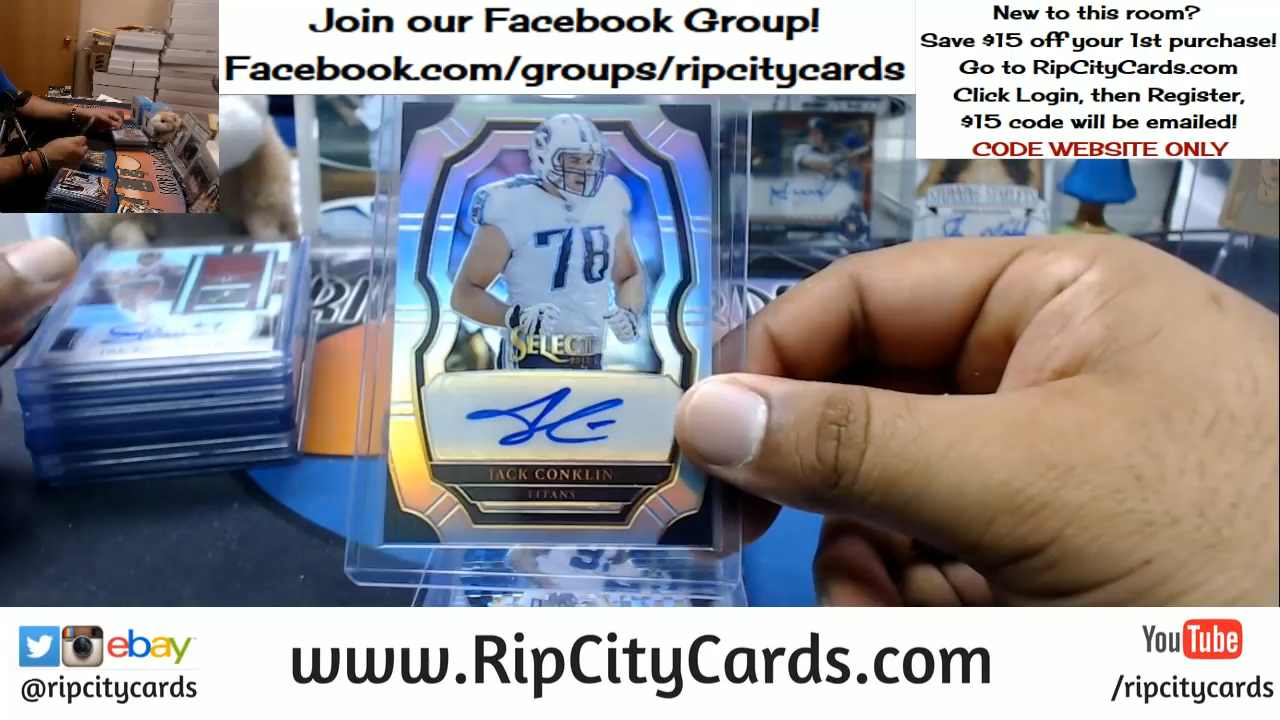 Join our Facebook Group!
Facebook.com/groups/ripcitycards
New to this room?
Save $15 off your 1st purchase!
Go to RipCityCards.com
Click Login, then Register,
$15 code will be emailed!
CODE WEBSITE ONLY
78
SELECT
JACK CONKLIN
TITANS
ebay
@ripcitycards
www.RipCityCards.com
YouTube
/ripcitycards